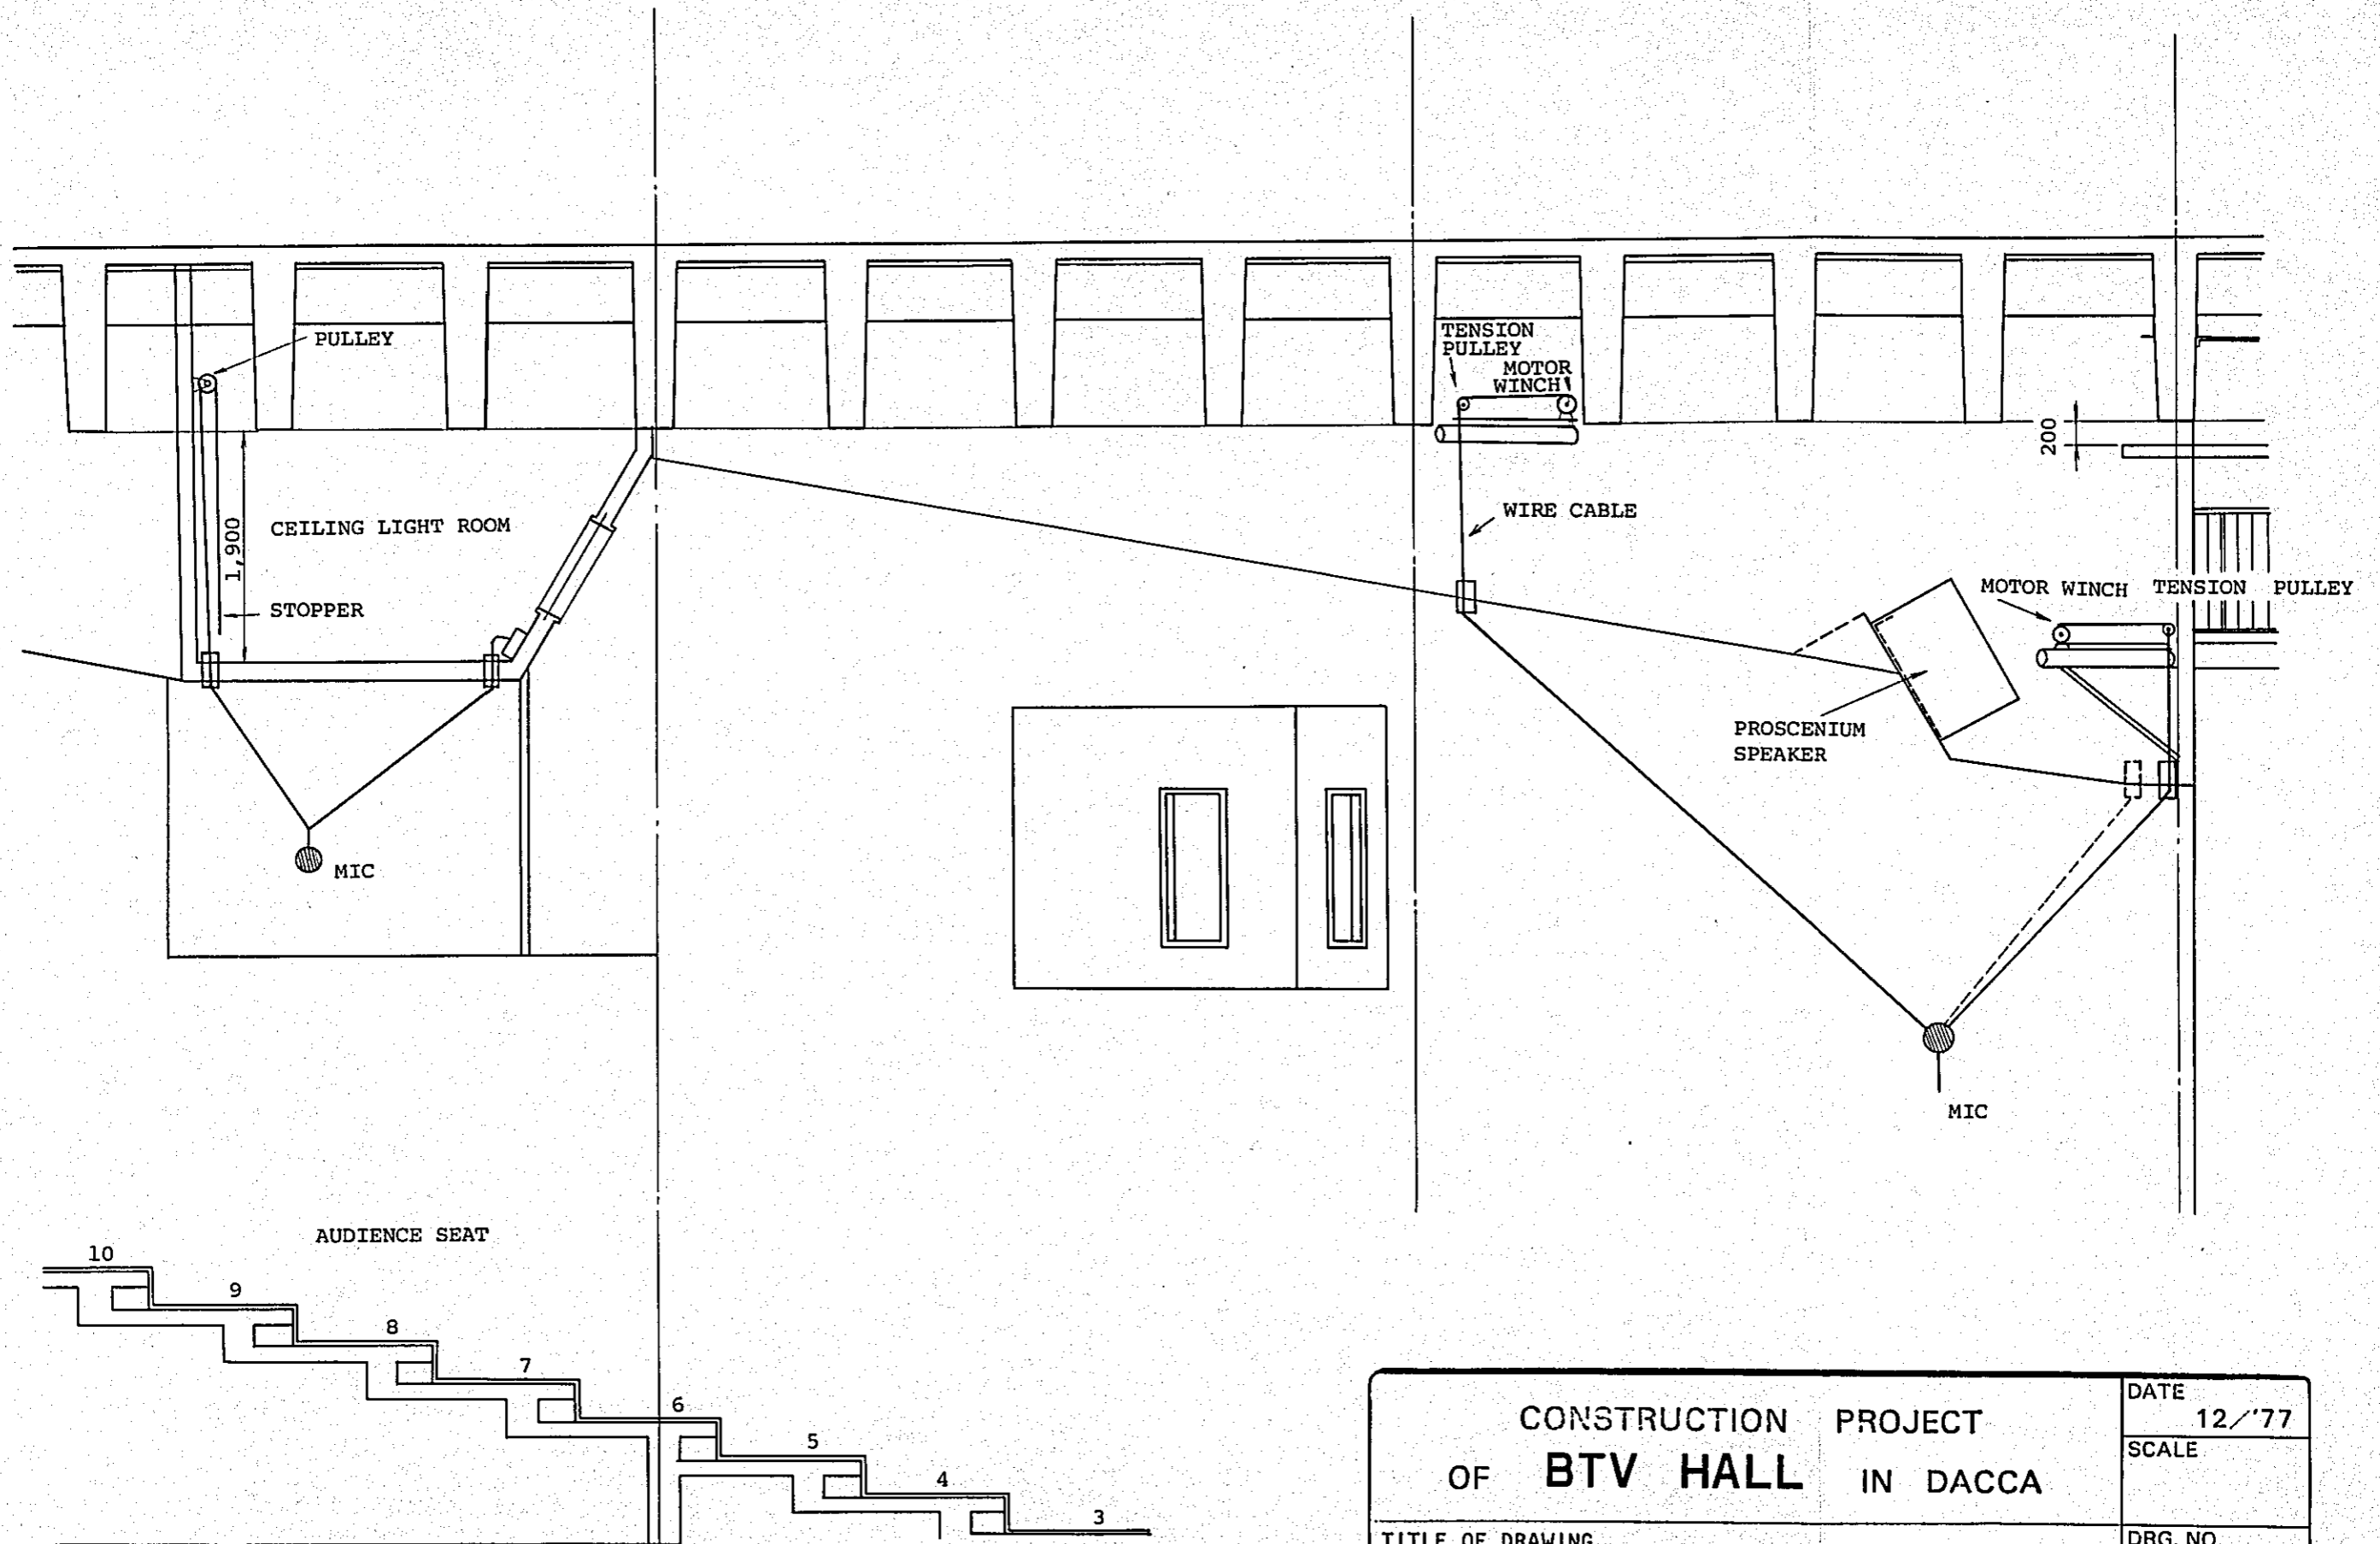 PULLEY
TENSION
PULLEY
MOTOR
WINCH
200
WIRE CABLE
CEILING LIGHT ROOM
1,900
STOPPER
MOTOR WINCH TENSION PULLEY
PROSCENIUM
SPEAKER
MIC
MIC
AUDIENCE SEAT
10
9
8
7
6
5
4
3
CONSTRUCTION PROJECT
OF BTV HALL IN DACCA
DATE
12/'77
SCALE
TITLE OF DRAWING
DRG. NO.